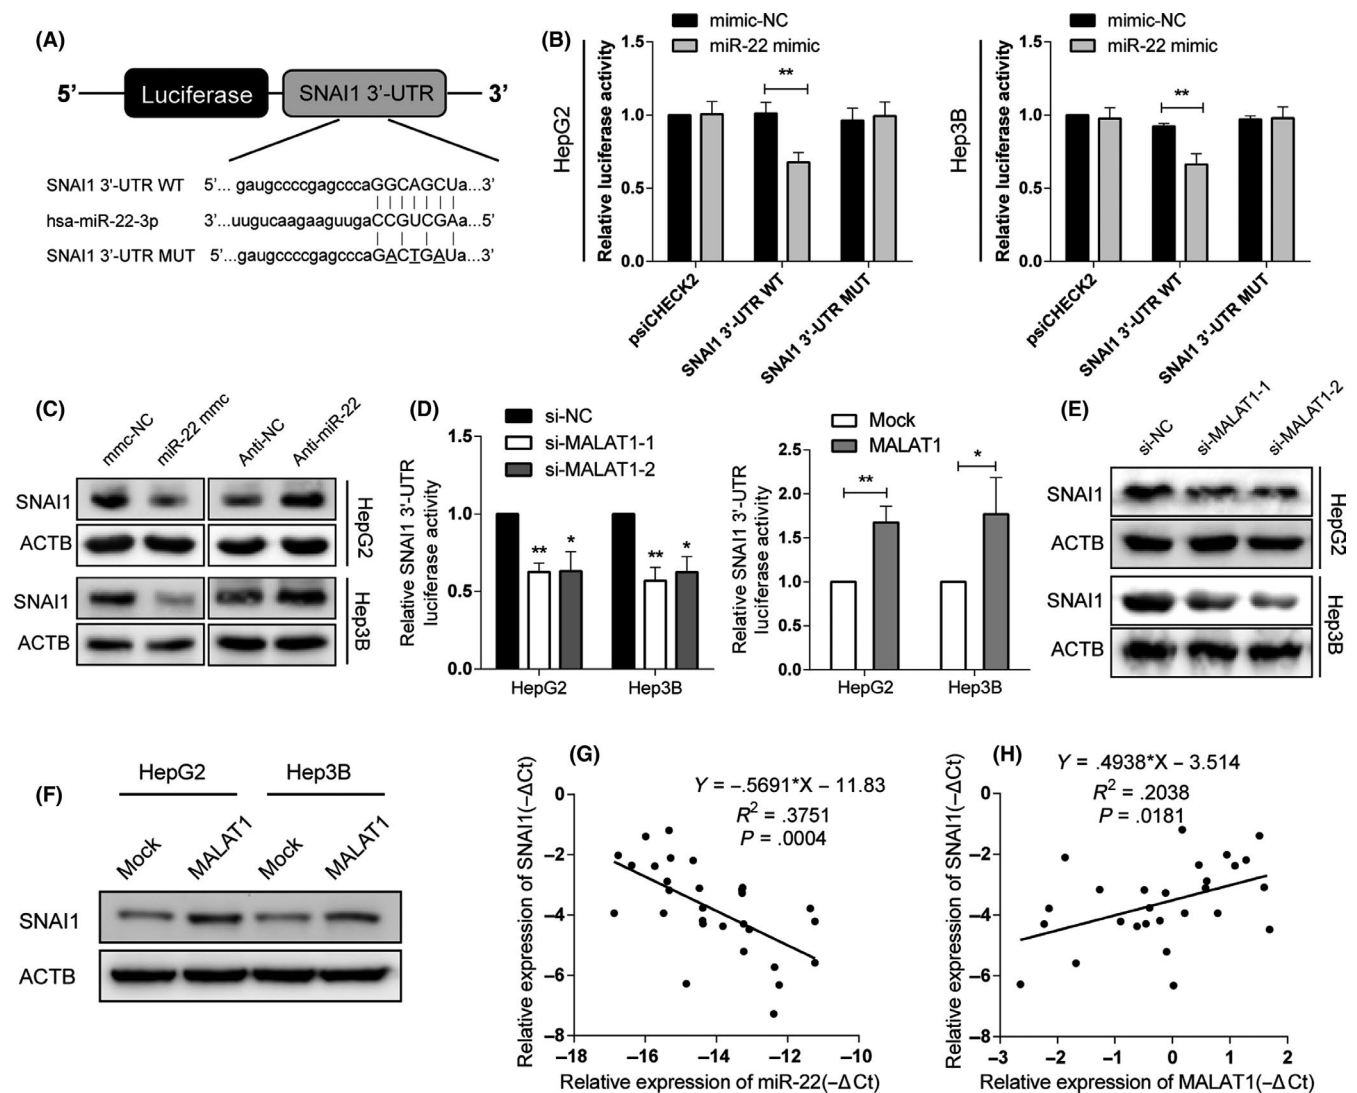 (A)
5' Luciferase SNAI1 3'-UTR 3'
SNAI1 3'-UTR WT 5'... gaugccccgagcccaGGCAGCUa...3'
hsa-miR-22-3p 3'...uugucaagaaguugaCCGUCGAa... 5'
SNAI1 3'-UTR MUT 5'...gaugccccgagcccaGACTGAUa...3'
(B)
HepG2
mimic-NC
miR-22 mimic
Relative luciferase activity
1.5
1.0
0.5
0.0
**
psiCHECK2
SNAI1 3'-UTR WT
SNAI1 3'-UTR MUT
Hep3B
mimic-NC
miR-22 mimic
Relative luciferase activity
1.5
1.0
0.5
0.0
**
psiCHECK2
SNAI1 3'-UTR WT
SNAI1 3'-UTR MUT
(C)
mmc-NC
miR-22 mmc
Anti-NC
Anti-miR-22
SNAI1
ACTB
HepG2
SNAI1
ACTB
Hep3B
(D)
si-NC
si-MALAT1-1
si-MALAT1-2
Relative SNAI1 3'-UTR
luciferase activity
1.5
1.0
0.5
0.0
** * ** *
HepG2 Hep3B
Mock
MALAT1
Relative SNAI1 3'-UTR
luciferase activity
2.5
2.0
1.5
1.0
0.5
0.0
** *
HepG2 Hep3B
(E)
si-NC
si-MALAT1-1
si-MALAT1-2
SNAI1
ACTB
HepG2
SNAI1
ACTB
Hep3B
(F)
HepG2 Hep3B
Mock
MALAT1
Mock
MALAT1
SNAI1
ACTB
(G)
Y = –.5691*X – 11.83
R² = .3751
P = .0004
Relative expression of SNAI1(–ΔCt)
0
–2
–4
–6
–8
–18 –16 –14 –12 –10
Relative expression of miR-22(–ΔCt)
(H)
Y = .4938*X – 3.514
R² = .2038
P = .0181
Relative expression of SNAI1(–ΔCt)
0
–2
–4
–6
–8
–3 –2 –1 0 1 2
Relative expression of MALAT1(–ΔCt)